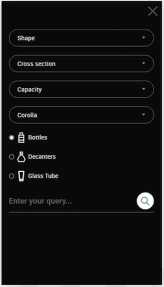 Shape
Cross section
Capacity
Corolla
Bottles
Decanters
Glass Tube
Enter your query...